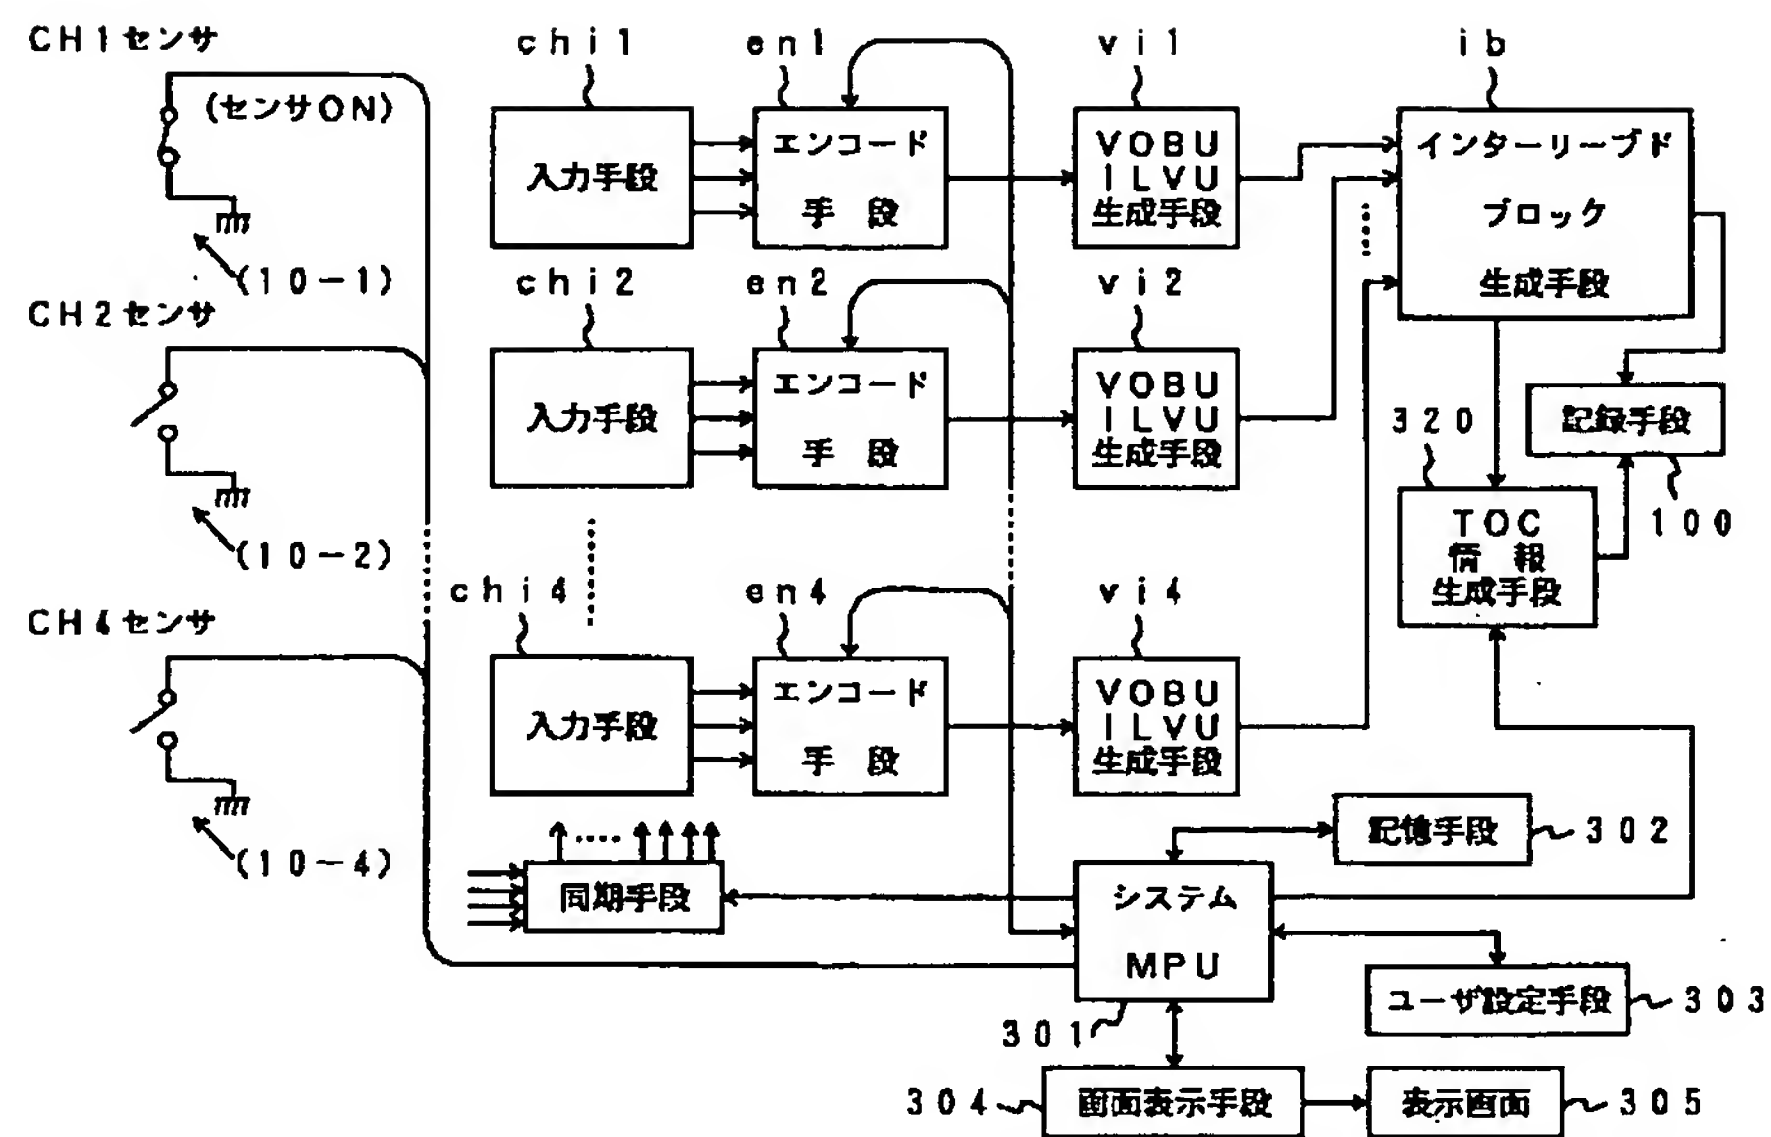 CH1センサ
chi1
en1
vi1
ib
(センサON)
入力手段
エンコード
手段
VOBU
ILVU
生成手段
インターリーブド
ブロック
生成手段
(10-1)
CH2センサ
chi2
en2
vi2
入力手段
エンコード
手段
VOBU
ILVU
生成手段
320
記録手段
100
TOC
情報
生成手段
(10-2)
CH4センサ
chi4
en4
vi4
入力手段
エンコード
手段
VOBU
ILVU
生成手段
(10-4)
同期手段
記憶手段
302
システム
MPU
301
ユーザ設定手段
303
304
画面表示手段
表示画面
305